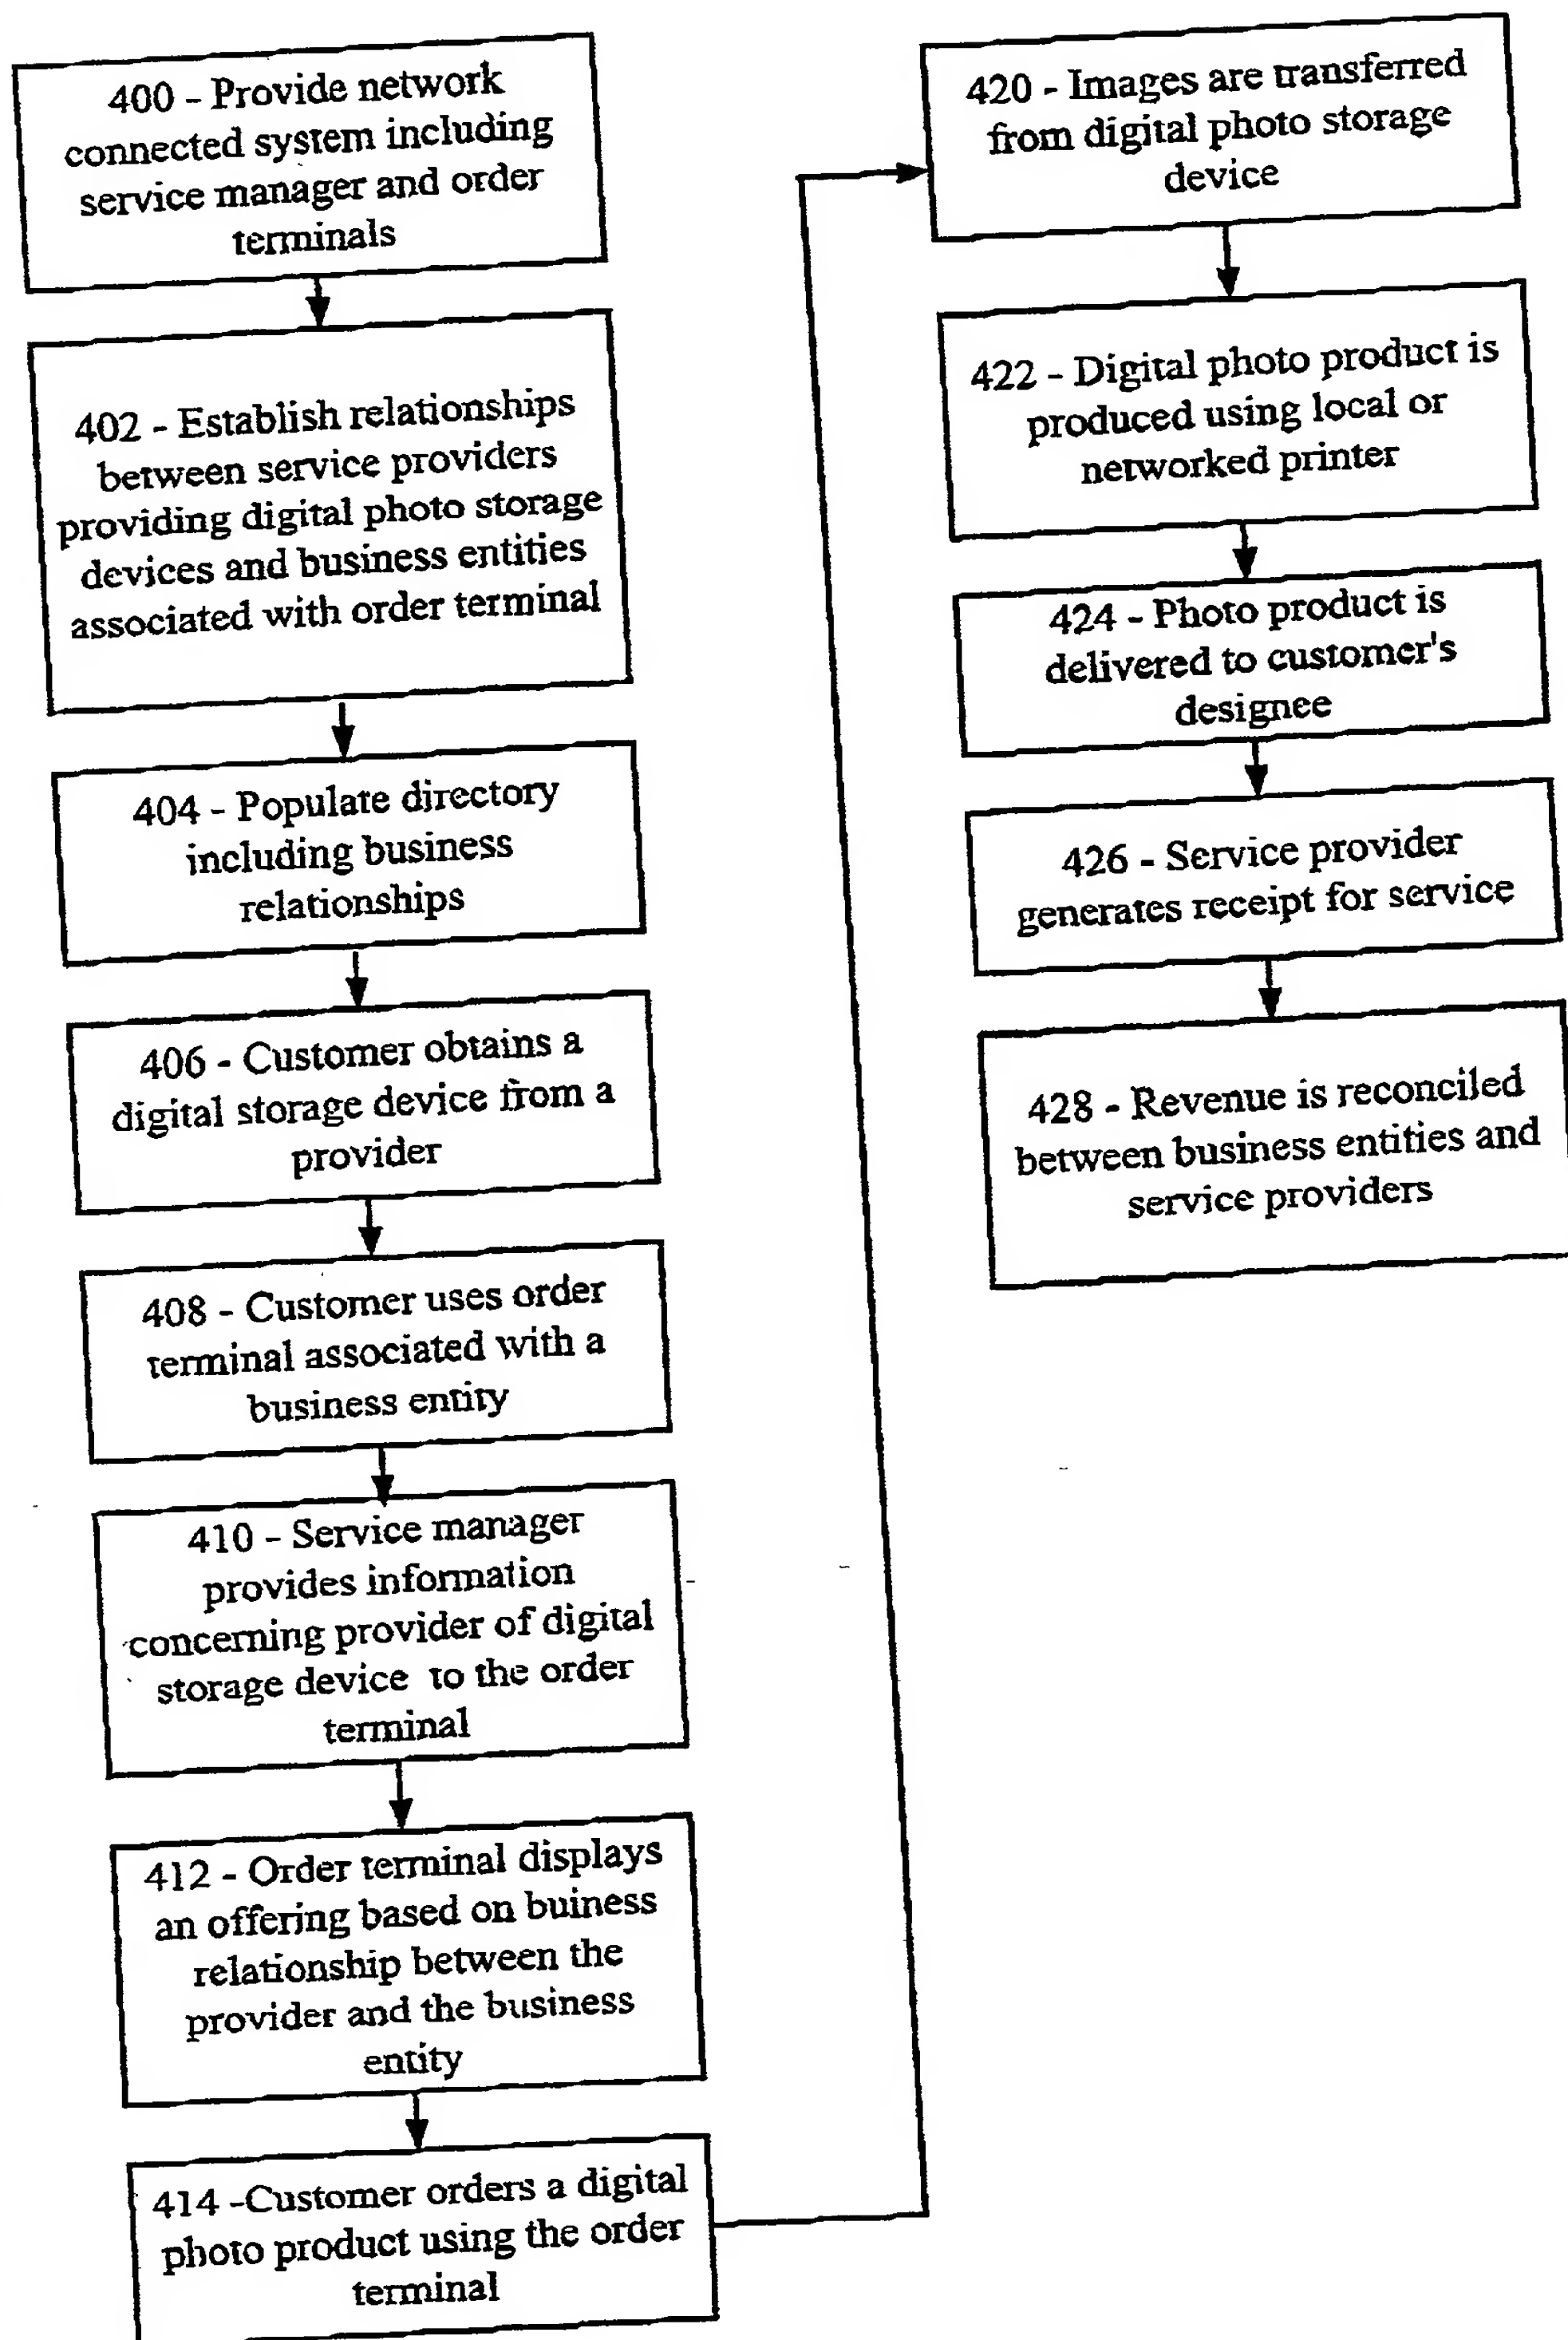 400 - Provide network
connected system including
service manager and order
terminals
402 - Establish relationships
between service providers
providing digital photo storage
devices and business entities
associated with order terminal
404 - Populate directory
including business
relationships
406 - Customer obtains a
digital storage device from a
provider
408 - Customer uses order
terminal associated with a
business entity
410 - Service manager
provides information
concerning provider of digital
storage device to the order
terminal
412 - Order terminal displays
an offering based on buiness
relationship between the
provider and the business
entity
414 -Customer orders a digital
photo product using the order
terminal
420 - Images are transferred
from digital photo storage
device
422 - Digital photo product is
produced using local or
networked printer
424 - Photo product is
delivered to customer's
designee
426 - Service provider
generates receipt for service
428 - Revenue is reconciled
between business entities and
service providers